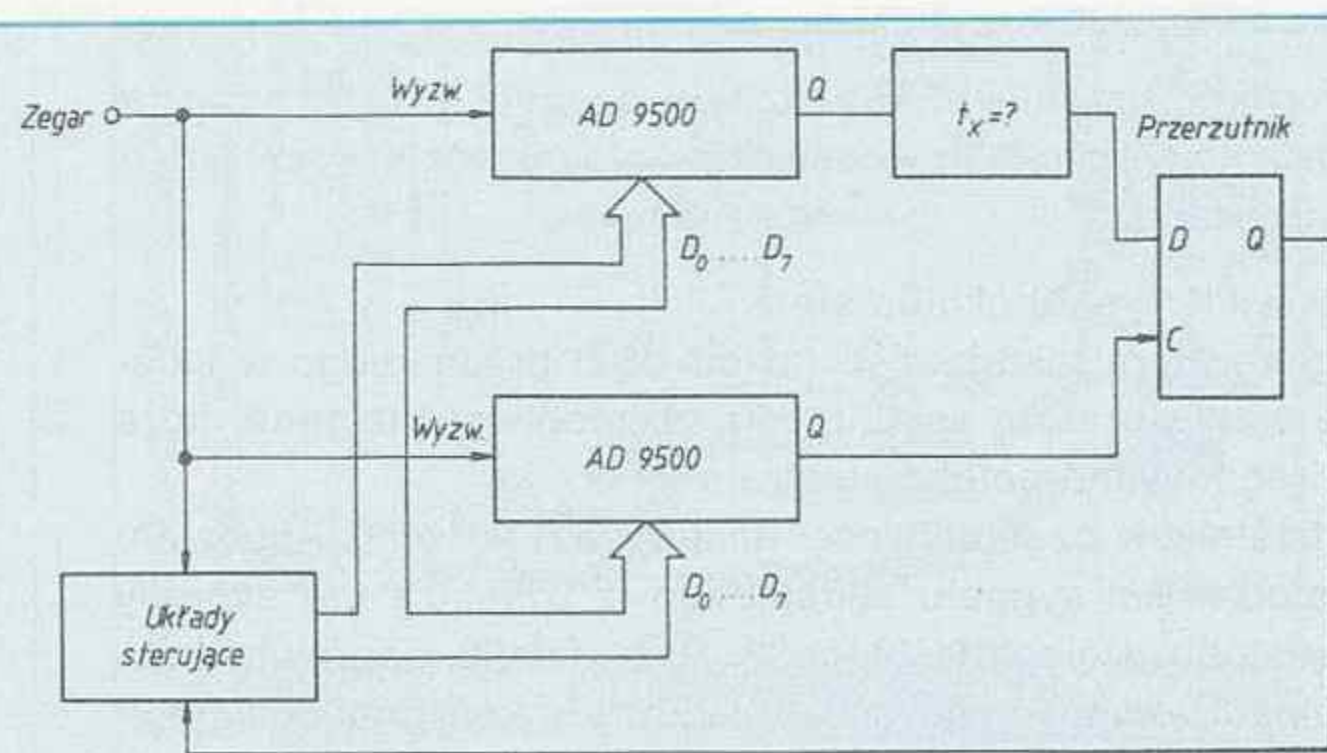 Zegar
Wyzw.
AD 9500
Q
t_x=?
Przerzutnik
D Q
C
D_0 .... D_7
Wyzw.
AD 9500
Q
D_0 ... D_7
Układy
sterujące